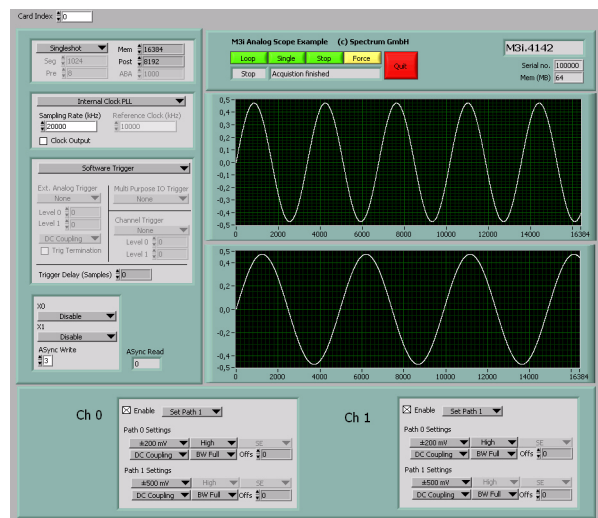 Card Index 0
Singleshot Mem 16384
Seg 1024 Post 8192
Pre 8 ABA 1000
Internal Clock PLL
Sampling Rate (kHz) Reference Clock (kHz)
20000 10000
Clock Output
Software Trigger
Ext. Analog Trigger Multi Purpose IO Trigger
None None
Level 0 0
Level 1 0 Channel Trigger
None
DC Coupling Level 0 0
Trig Termination Level 1 0
Trigger Delay (Samples) 0
X0
Disable
X1
Disable
ASync Write ASync Read
3 0
M3i Analog Scope Example (c) Spectrum GmbH
Loop Single Stop Force Quit
Stop Acquistion finished
M3i.4142
Serial no. 100000
Mem (MB) 64
0,5
0,4
0,3
0,2
0,1
0,0
-0,1
-0,2
-0,3
-0,4
-0,5
0 2000 4000 6000 8000 10000 12000 14000 16384
0,5
0,2
0,0
-0,2
-0,4
-0,5
0 2000 4000 6000 8000 10000 12000 14000 16384
Ch 0
Enable Set Path 1
Path 0 Settings
±200 mV High SE
DC Coupling BW Full Offs 0
Path 1 Settings
±500 mV High SE
DC Coupling BW Full Offs 0
Ch 1
Enable Set Path 1
Path 0 Settings
±200 mV High SE
DC Coupling BW Full Offs 0
Path 1 Settings
±500 mV High SE
DC Coupling BW Full Offs 0